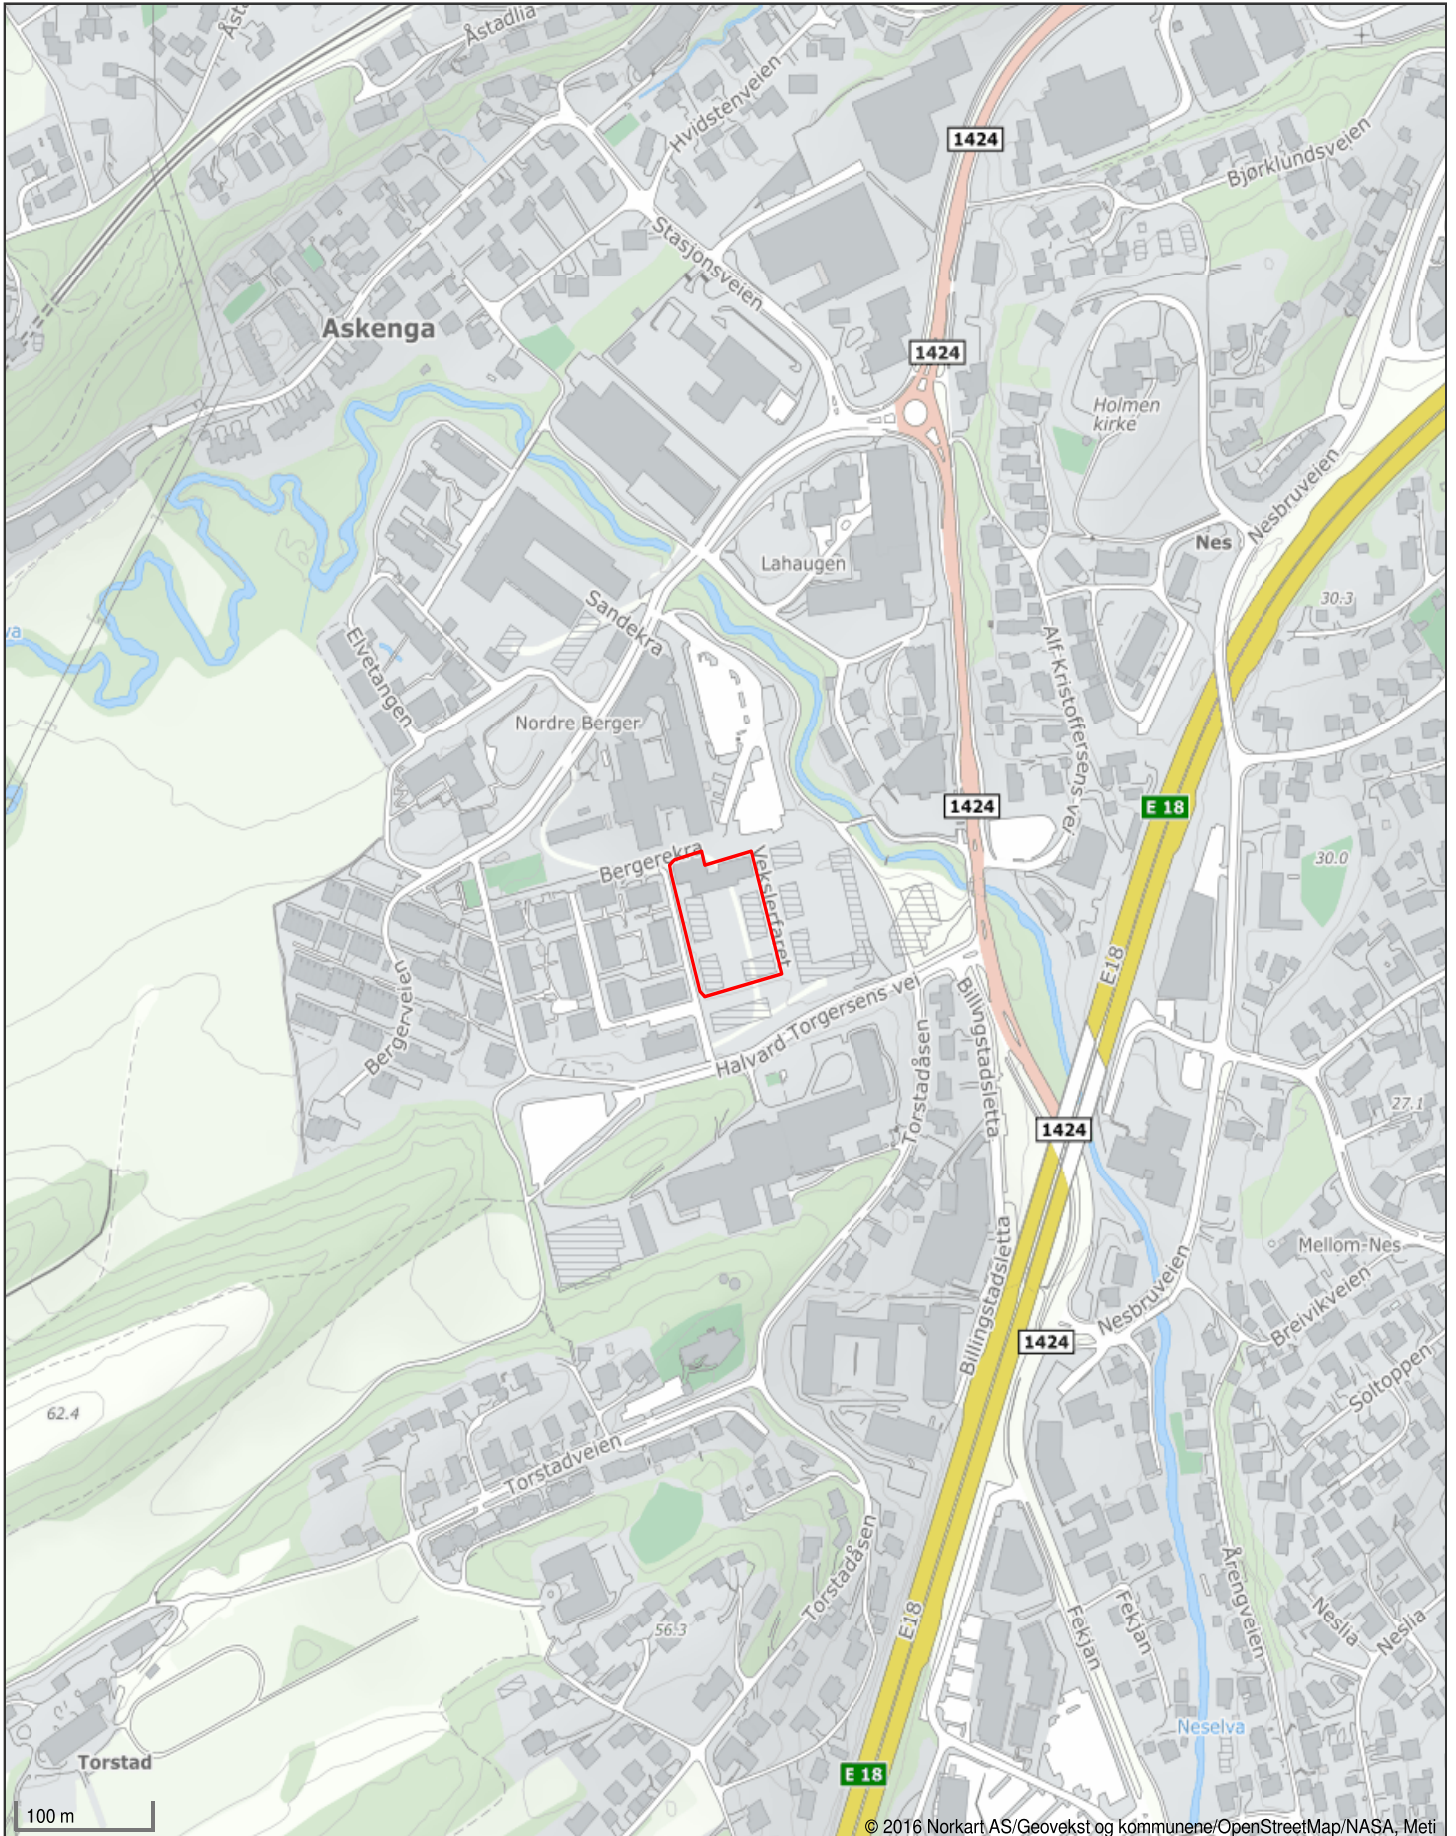 Åsta
Åstadlia
Hvidstenveien
1424
Bjørklundsveien
Stasjonsveien
Askenga
1424
Holmen
kirke
Nesbruveien
Nes
Lahaugen
30.3
Sandekra
va
Elvetangen
Alf Kristoffersens vei
Nordre Berger
1424
E 18
Bergerekra
Vekslerfaret
30.0
Bergerveien
E18
Halvard Torgersens vei
Billingstadsletta
Torstadåsen
27.1
1424
Mellom-Nes
Billingstadsletta
Nesbruveien
Breivikveien
1424
Soltoppen
62.4
Torstadveien
Torstadåsen
Årengveien
E18
Fekjan
Fekjan
Neslia
Neslia
56.3
Neselva
Torstad
E 18
100 m
© 2016 Norkart AS/Geovekst og kommunene/OpenStreetMap/NASA, Meti